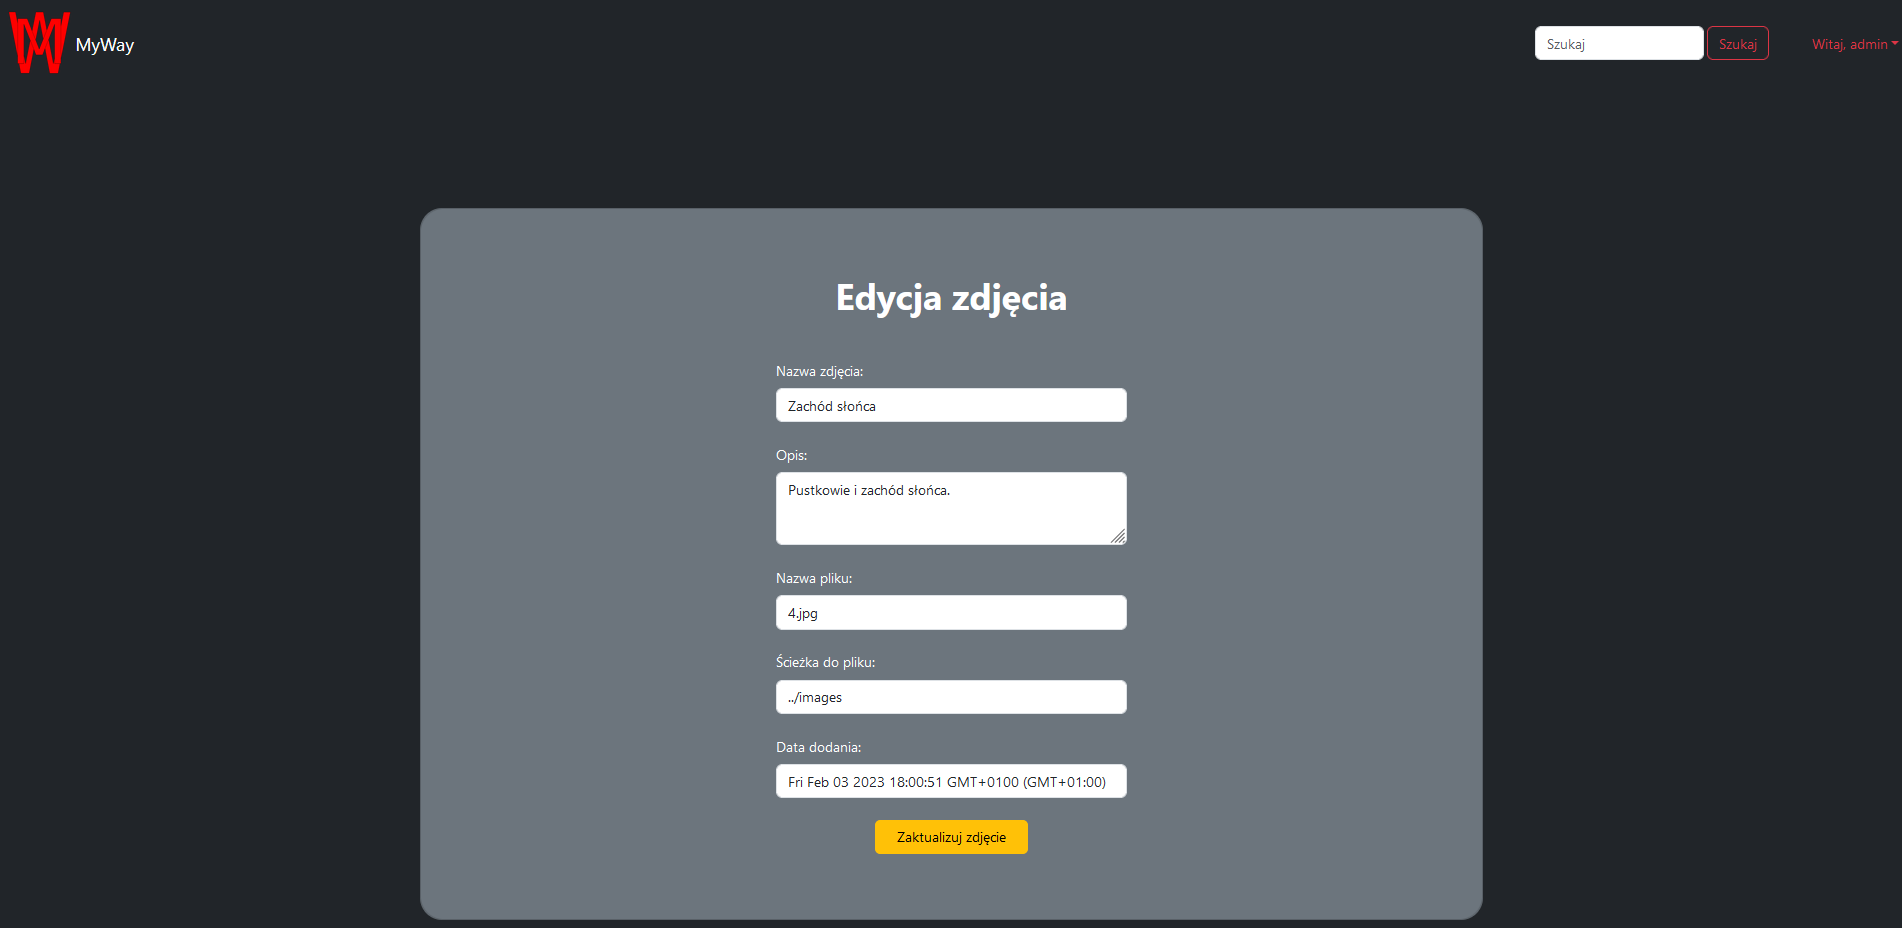 MyWay
Szukaj
Szukaj
Witaj, admin
Edycja zdjęcia
Nazwa zdjęcia:
Zachód słońca
Opis:
Pustkowie i zachód słońca.
Nazwa pliku:
4.jpg
Ścieżka do pliku:
../images
Data dodania:
Fri Feb 03 2023 18:00:51 GMT+0100 (GMT+01:00)
Zaktualizuj zdjęcie